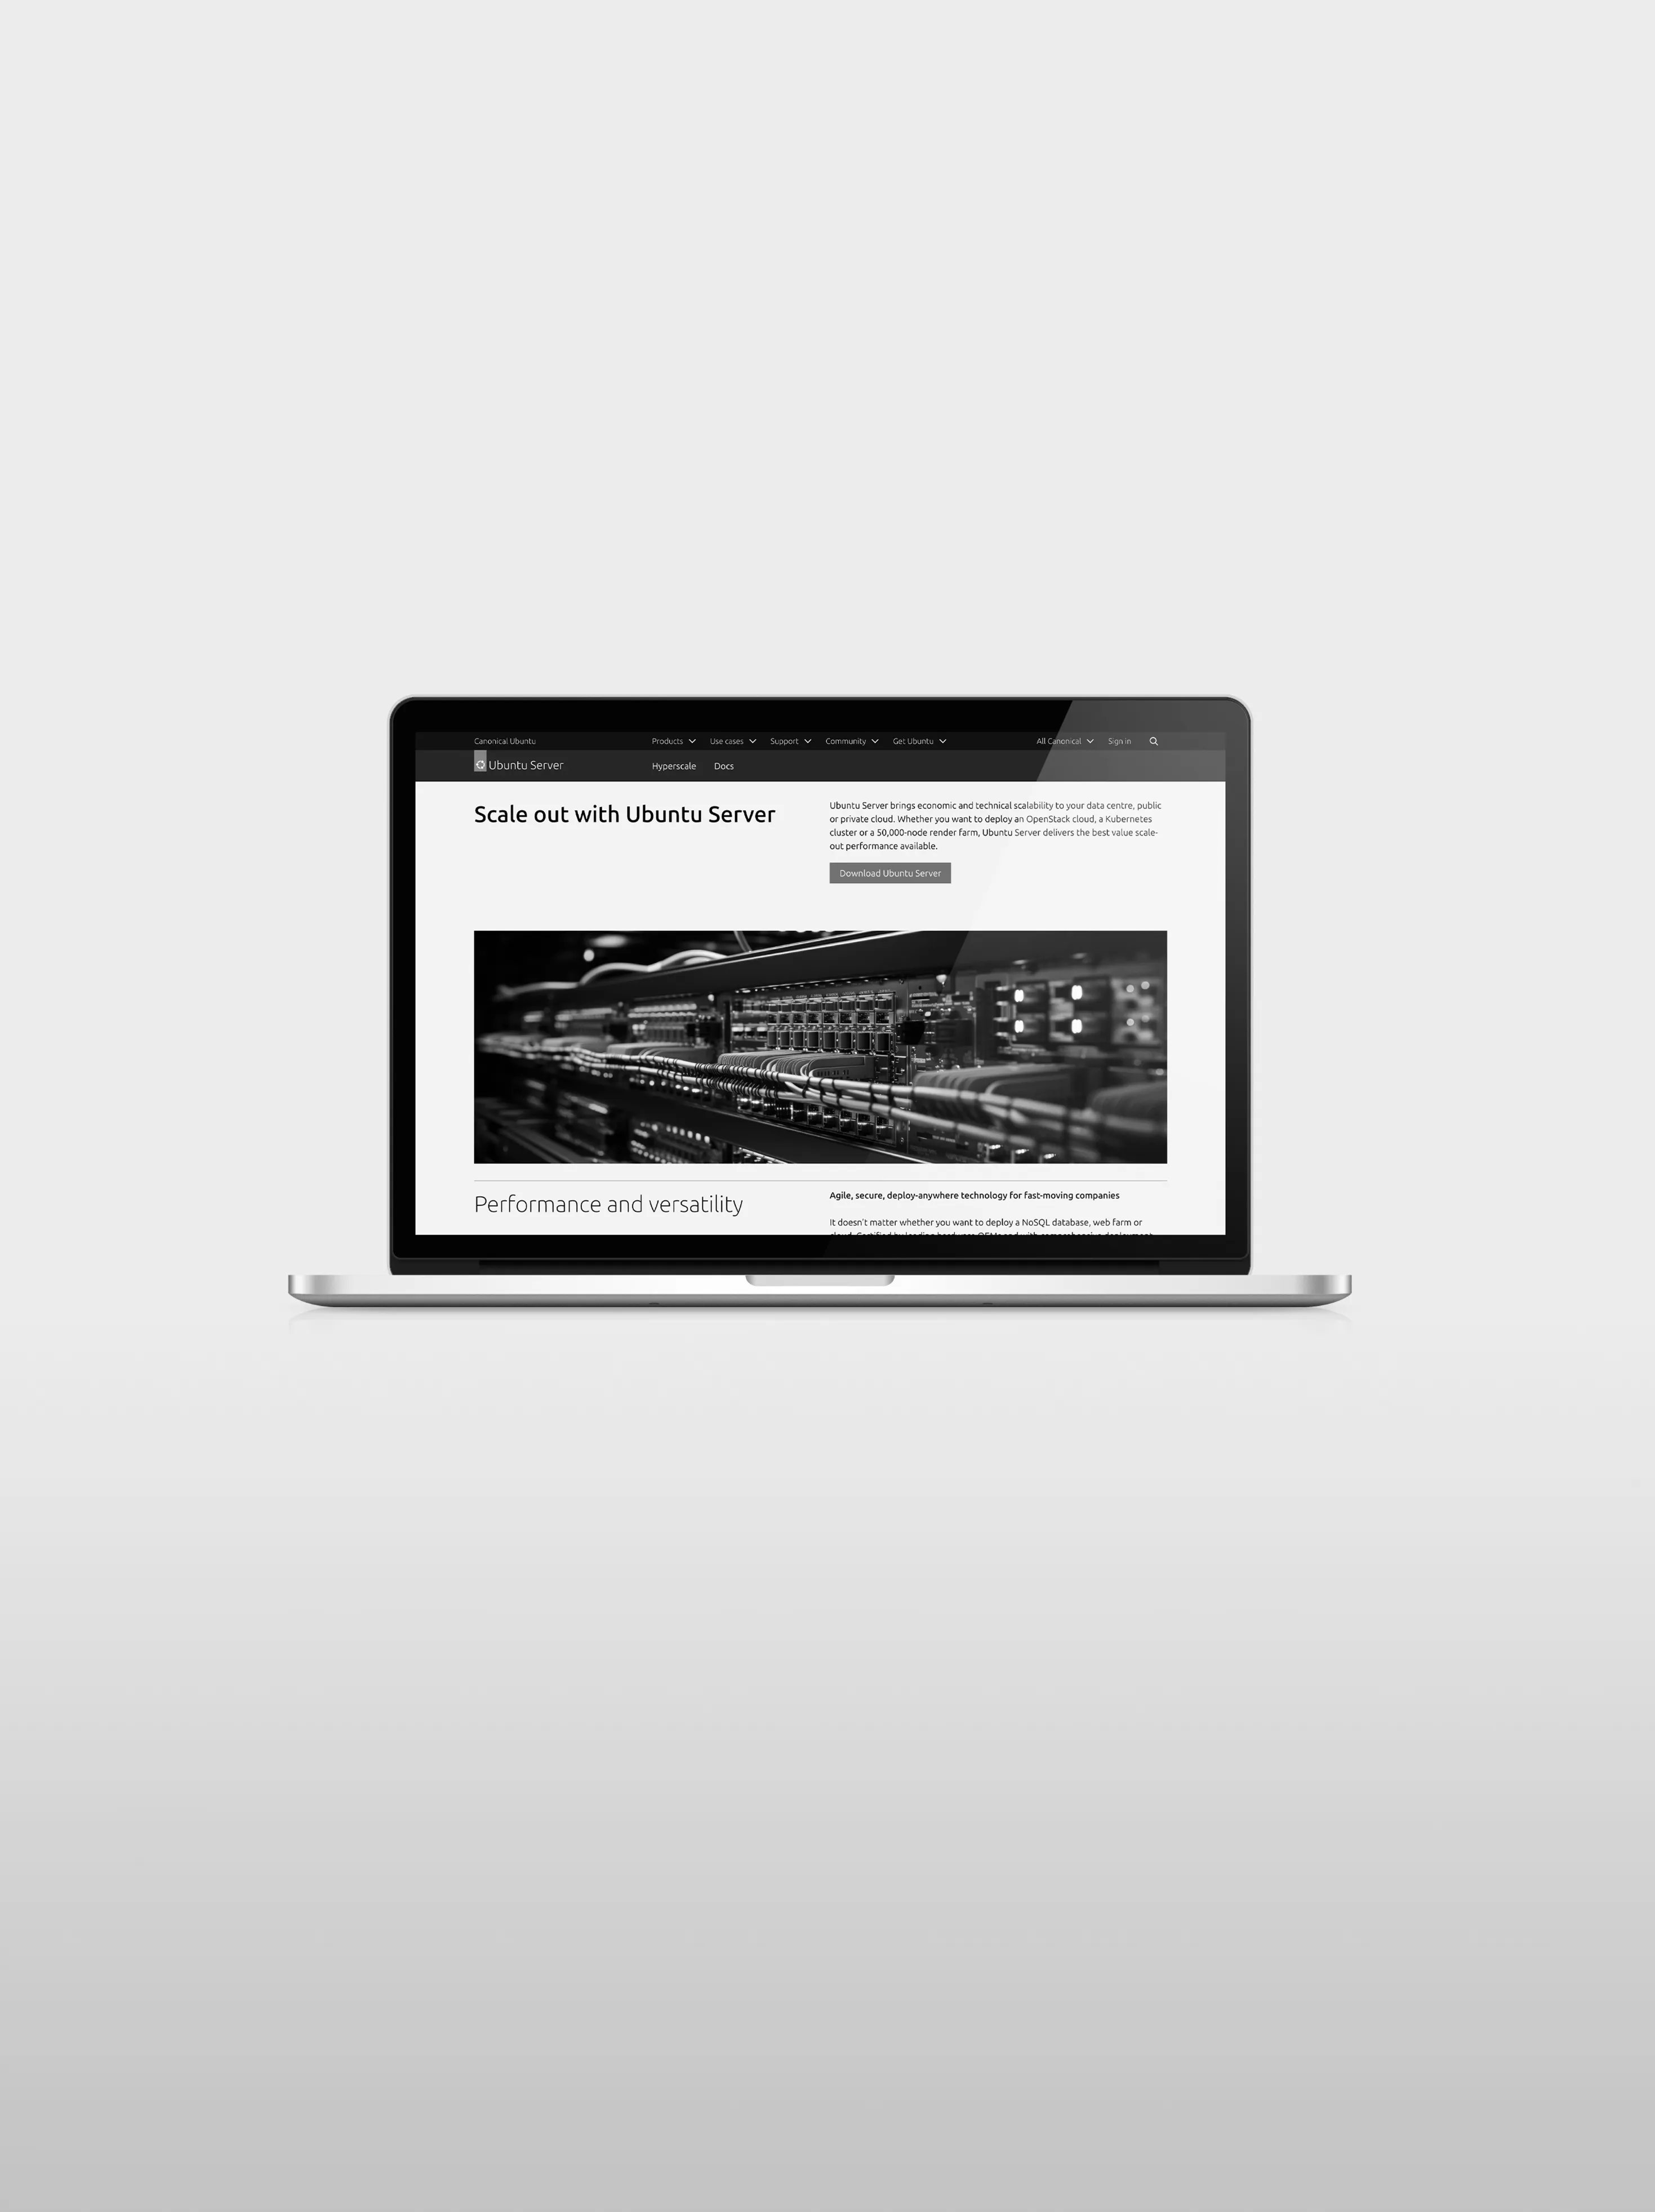 Canonical Ubuntu Products Use cases Support Community Get Ubuntu All Canonical Sign in
Ubuntu Server Hyperscale Docs
Scale out with Ubuntu Server
Ubuntu Server brings economic and technical scalability to your data centre, public
or private cloud. Whether you want to deploy an OpenStack cloud, a Kubernetes
cluster or a 50,000-node render farm, Ubuntu Server delivers the best value scale-
out performance available.
Download Ubuntu Server
Performance and versatility
Agile, secure, deploy-anywhere technology for fast-moving companies
It doesn't matter whether you want to deploy a NoSQL database, web farm or